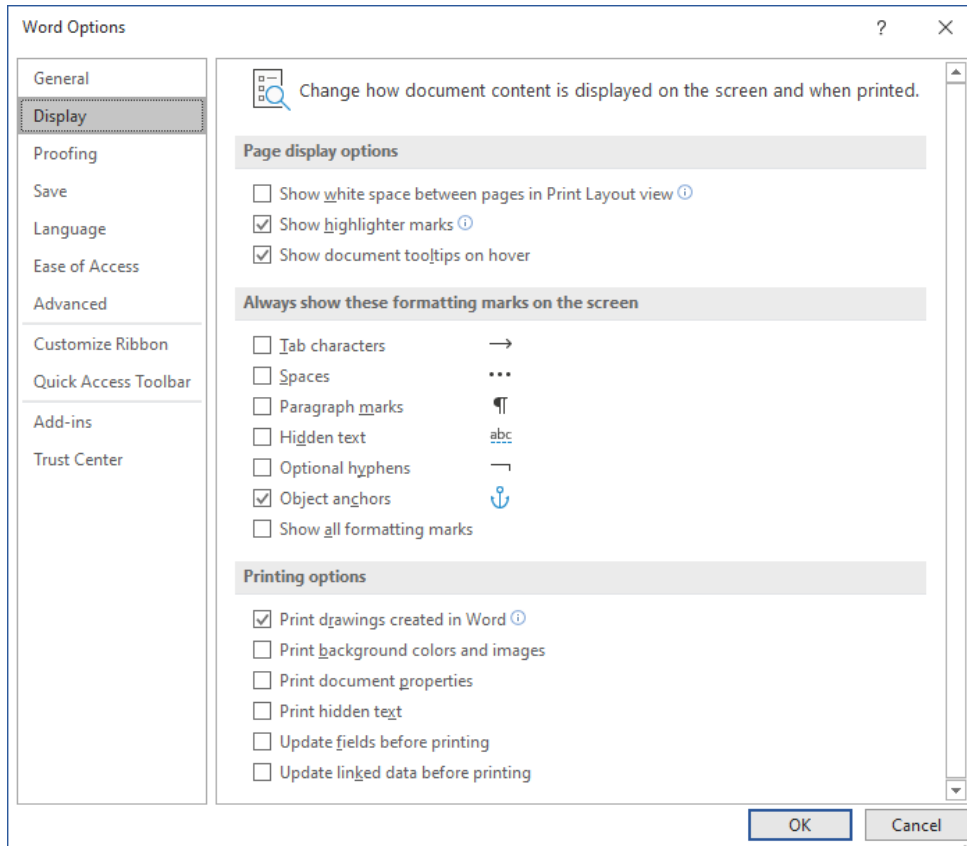 Word Options
?
General
Display
Proofing
Save
Language
Ease of Access
Advanced
Customize Ribbon
Quick Access Toolbar
Add-ins
Trust Center
Change how document content is displayed on the screen and when printed.
Page display options
Show white space between pages in Print Layout view
Show highlighter marks
Show document tooltips on hover
Always show these formatting marks on the screen
Tab characters →
Spaces •••
Paragraph marks ¶
Hidden text abc
Optional hyphens ¬
Object anchors
Show all formatting marks
Printing options
Print drawings created in Word
Print background colors and images
Print document properties
Print hidden text
Update fields before printing
Update linked data before printing
OK Cancel